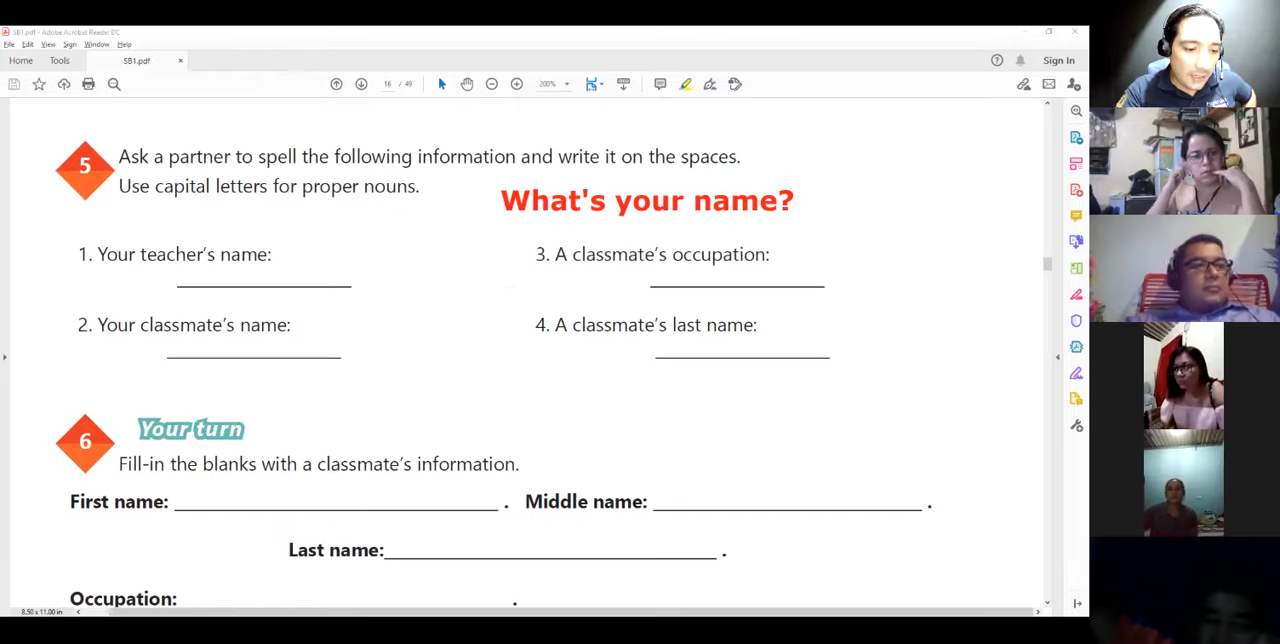 SB1.pdf - Adobe Acrobat Reader DC
File Edit View Sign Window Help
Home Tools SB1.pdf × Sign In
16 / 49 200%
5 Ask a partner to spell the following information and write it on the spaces.
Use capital letters for proper nouns.
What's your name?
1. Your teacher's name:
3. A classmate's occupation:
2. Your classmate's name:
4. A classmate's last name:
6 Your turn
Fill-in the blanks with a classmate's information.
First name: . Middle name: .
Last name: .
Occupation: .
8.50 x 11.00 in